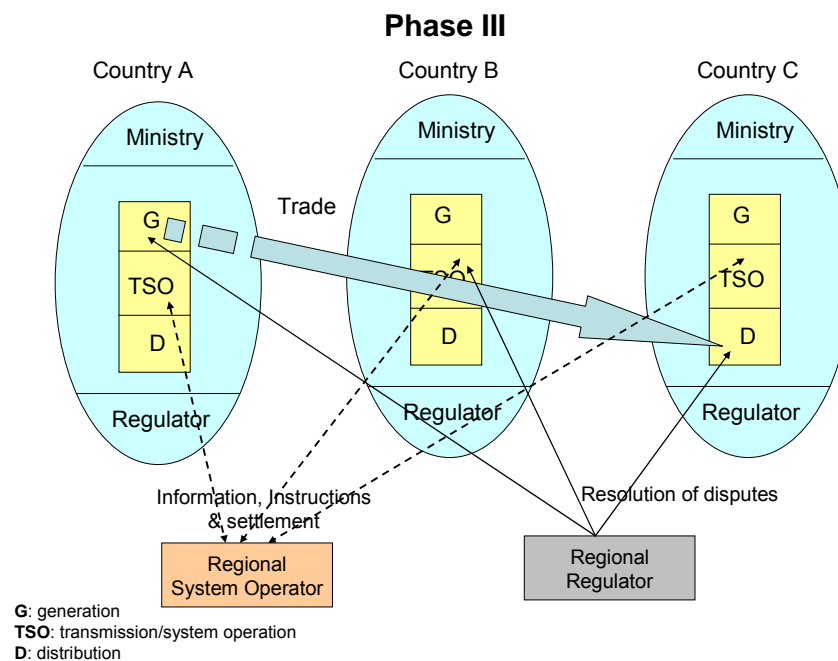 Phase III
Country A
Country B
Country C
Ministry
Ministry
Ministry
Trade
G
G
G
TSO
TSO
TSO
D
D
D
Regulator
Regulator
Regulator
Information, Instructions
& settlement
Resolution of disputes
Regional
System Operator
Regional
Regulator
G: generation
TSO: transmission/system operation
D: distribution